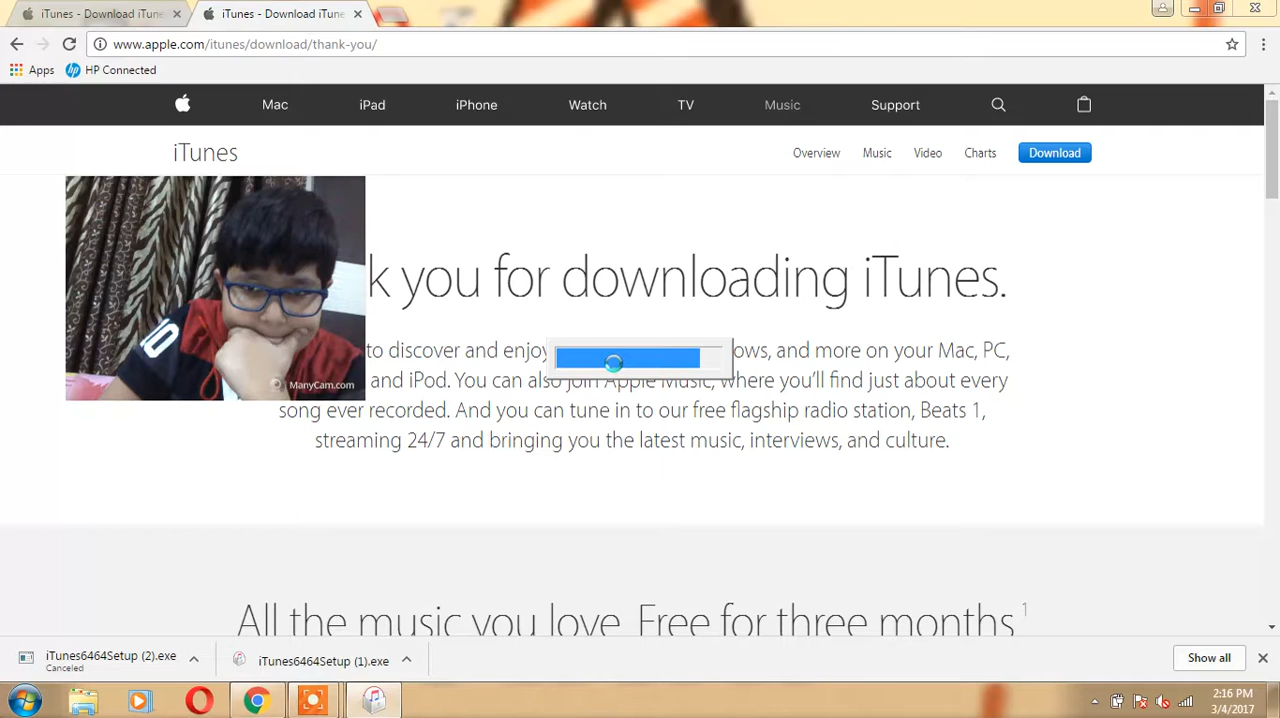 iTunes - Download iTune
iTunes - Download iTune
www.apple.com/itunes/download/thank-you/
Apps
HP Connected
Mac
iPad
iPhone
Watch
TV
Music
Support
iTunes
Overview
Music
Video
Charts
Download
k you for downloading iTunes.
to discover and enjoy ows, and more on your Mac, PC,
and iPod. You can also join Apple Music, where you'll find just about every
song ever recorded. And you can tune in to our free flagship radio station, Beats 1,
streaming 24/7 and bringing you the latest music, interviews, and culture.
10
ManyCam.com
All the music you love. Free for three months 1
iTunes6464Setup (2).exe
Canceled
iTunes6464Setup (1).exe
Show all
2:16 PM
3/4/2017